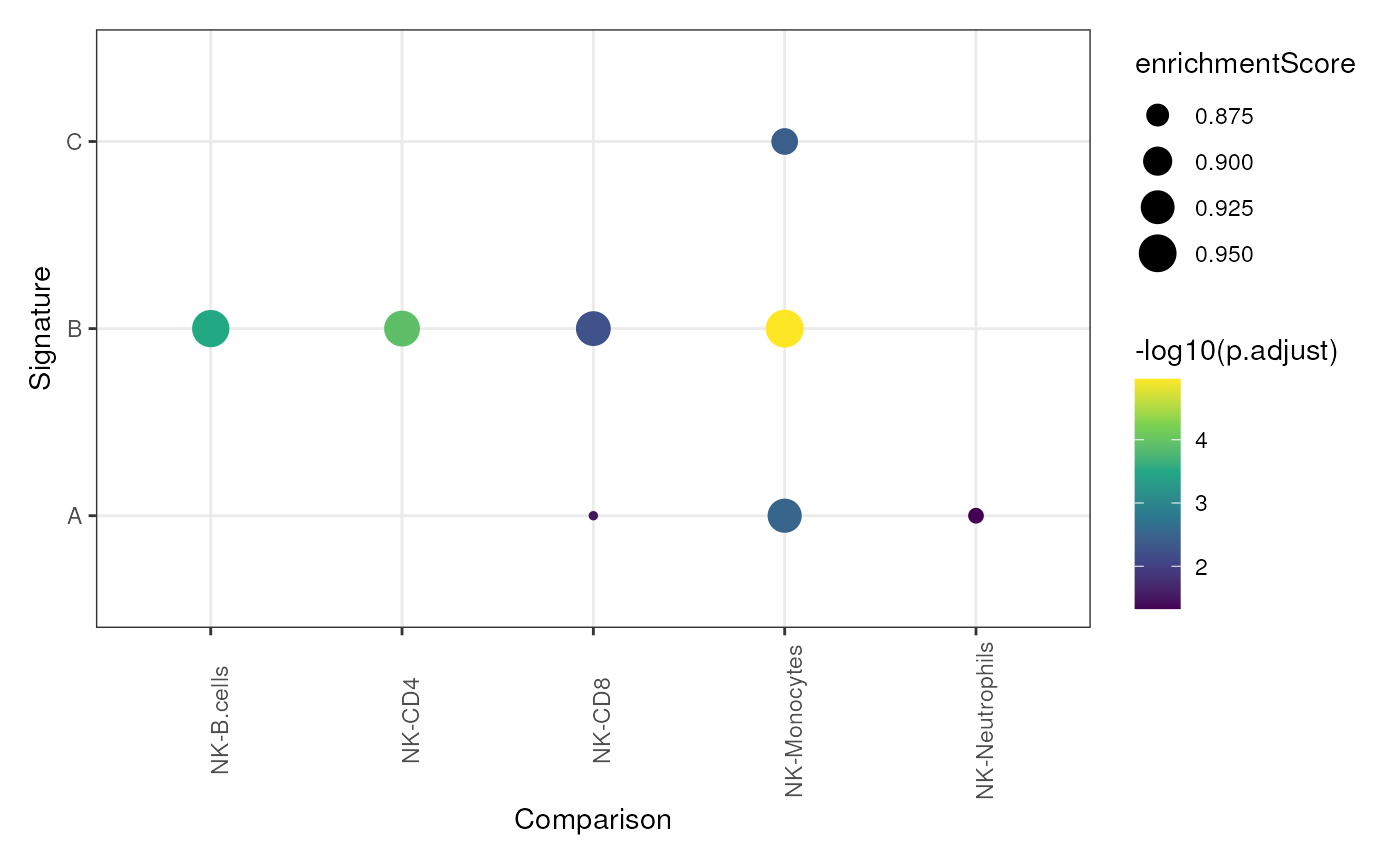 C
B
A
Signature
NK-B.cells
NK-CD4
NK-CD8
NK-Monocytes
NK-Neutrophils
Comparison
enrichmentScore
0.875
0.900
0.925
0.950
-log10(p.adjust)
4
3
2